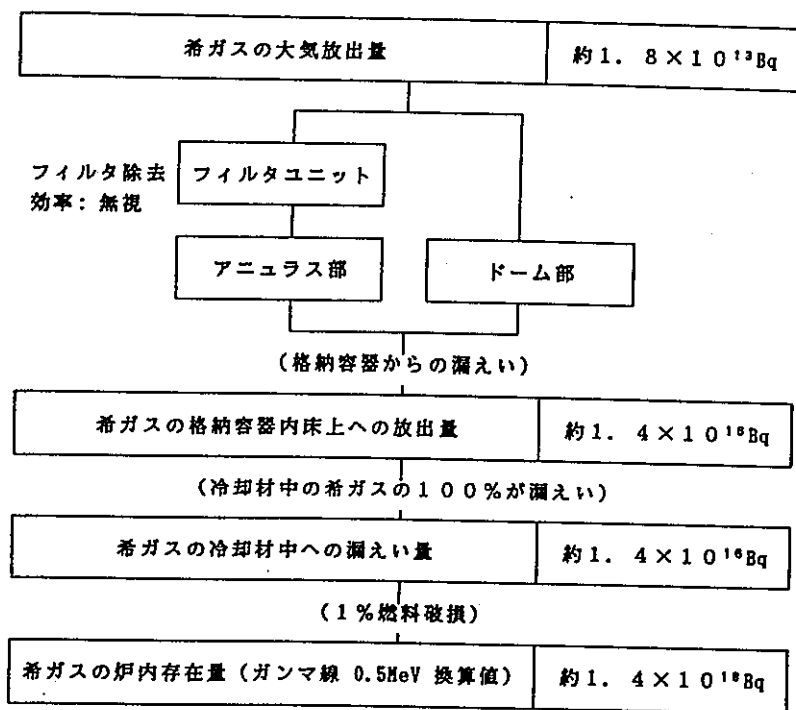 希ガスの大気放出量
約1. 8×10¹³Bq
フィルタ除去
効率: 無視
フィルタユニット
アニュラス部
ドーム部
(格納容器からの漏えい)
希ガスの格納容器内床上への放出量
約1. 4×10¹⁶Bq
(冷却材中の希ガスの100%が漏えい)
希ガスの冷却材中への漏えい量
約1. 4×10¹⁶Bq
(1%燃料破損)
希ガスの炉内存在量 (ガンマ線 0.5MeV 換算値)
約1. 4×10¹⁸Bq